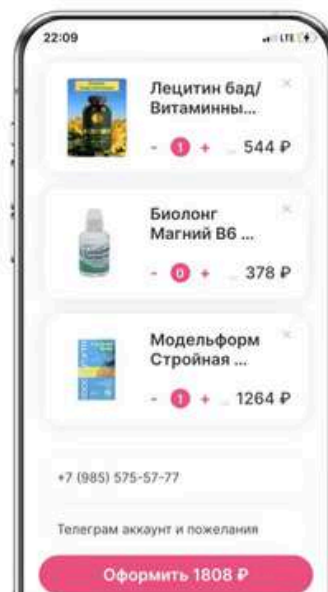 22:09
LTE
Лецитин бад/
Витаминны...
- 1 + ... 544 ₽
Биолонг
Магний В6 ...
- 0 + ... 378 ₽
Модельформ
Стройная ...
- 1 + ... 1264 ₽
+7 (985) 575-57-77
Телеграм аккаунт и пожелания
Оформить 1808 ₽